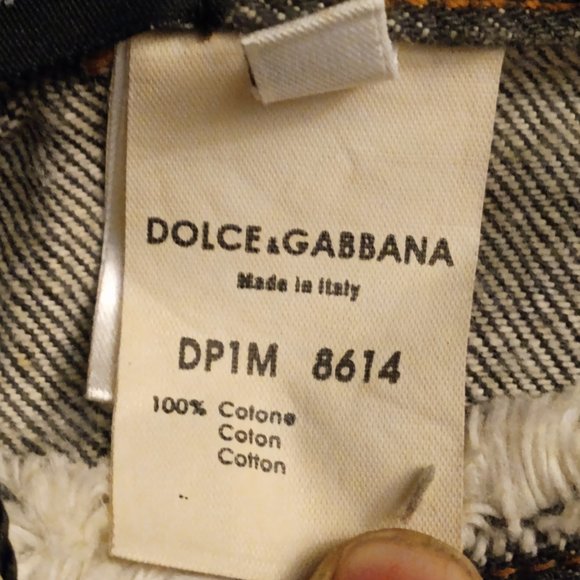 DOLCE&GABBANA
Made in Italy
DP1M 8614
100% Cotone
Coton
Cotton